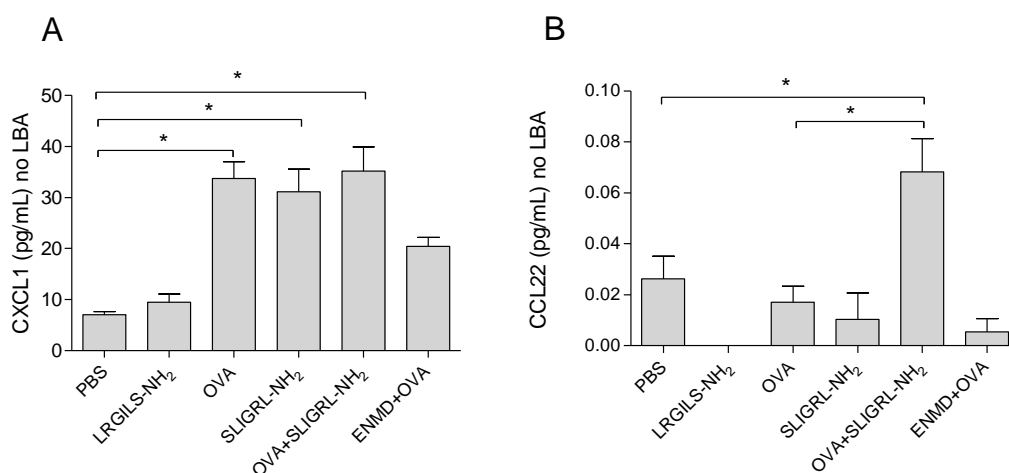 A
CXCL1 (pg/mL) no LBA
50
40
30
20
10
0
*
*
*
PBS
LRGILS-NH₂
OVA
SLIGRL-NH₂
OVA+SLIGRL-NH₂
ENMD+OVA
B
CCL22 (pg/mL) no LBA
0.10
0.08
0.06
0.04
0.02
0.00
*
*
PBS
LRGILS-NH₂
OVA
SLIGRL-NH₂
OVA+SLIGRL-NH₂
ENMD+OVA